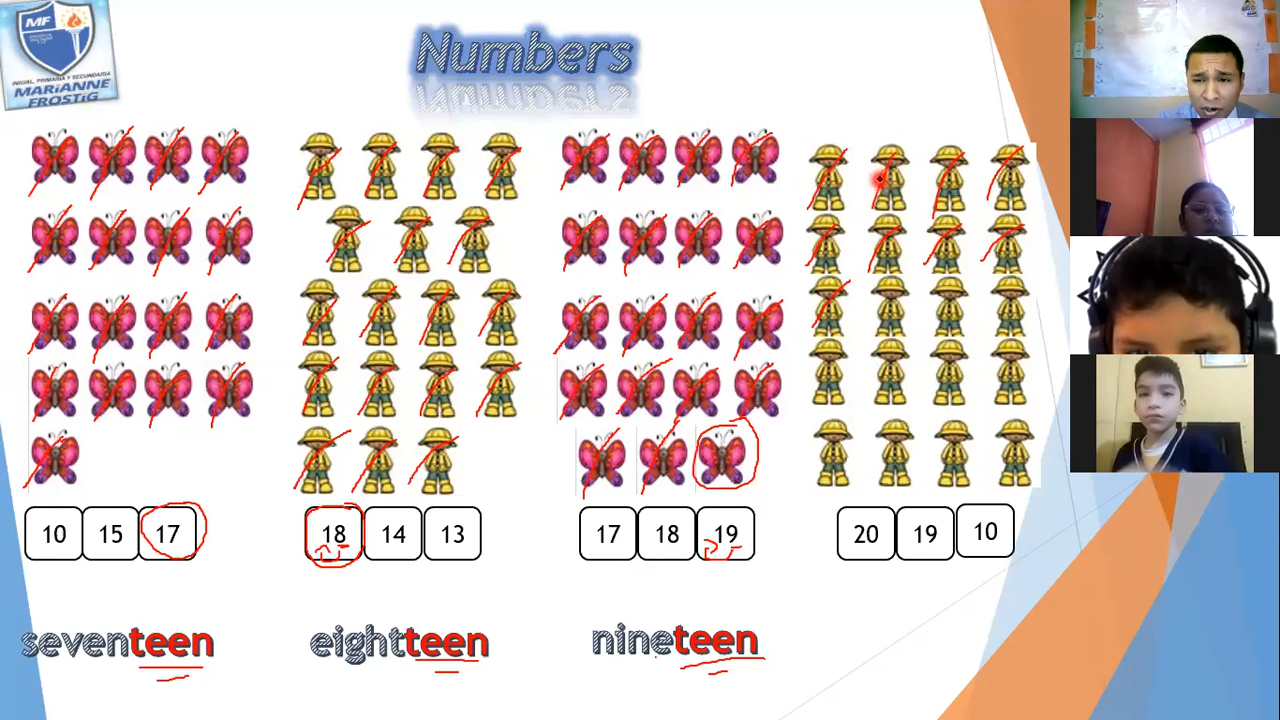 MF
INICIAL, PRIMARIA Y SECUNDARIA
MARIANNE
FROSTIG
Numbers
10 15 17
18 14 13
17 18 19
20 19 10
seventeen
eighteen
nineteen